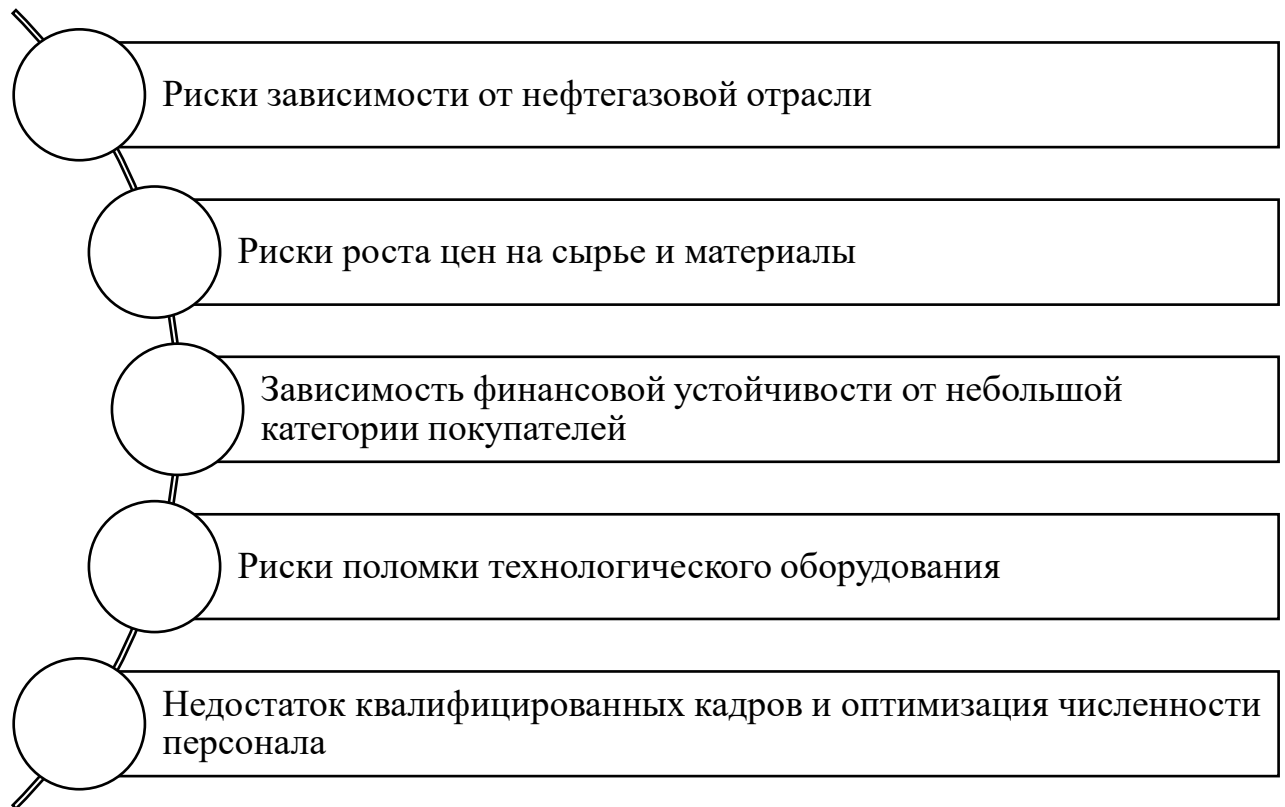 Риски зависимости от нефтегазовой отрасли
Риски роста цен на сырье и материалы
Зависимость финансовой устойчивости от небольшой
категории покупателей
Риски поломки технологического оборудования
Недостаток квалифицированных кадров и оптимизация численности
персонала